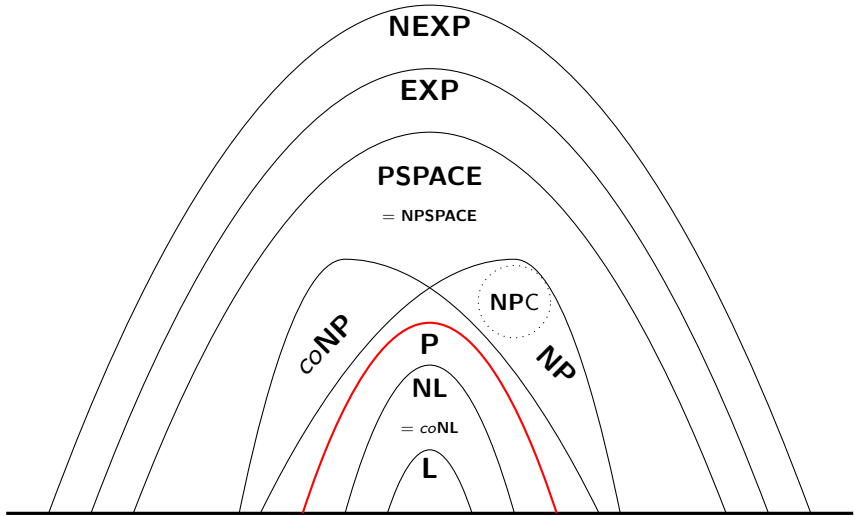 NEXP
EXP
PSPACE
= NPSPACE
NPC
coNP
P
NP
NL
= coNL
L